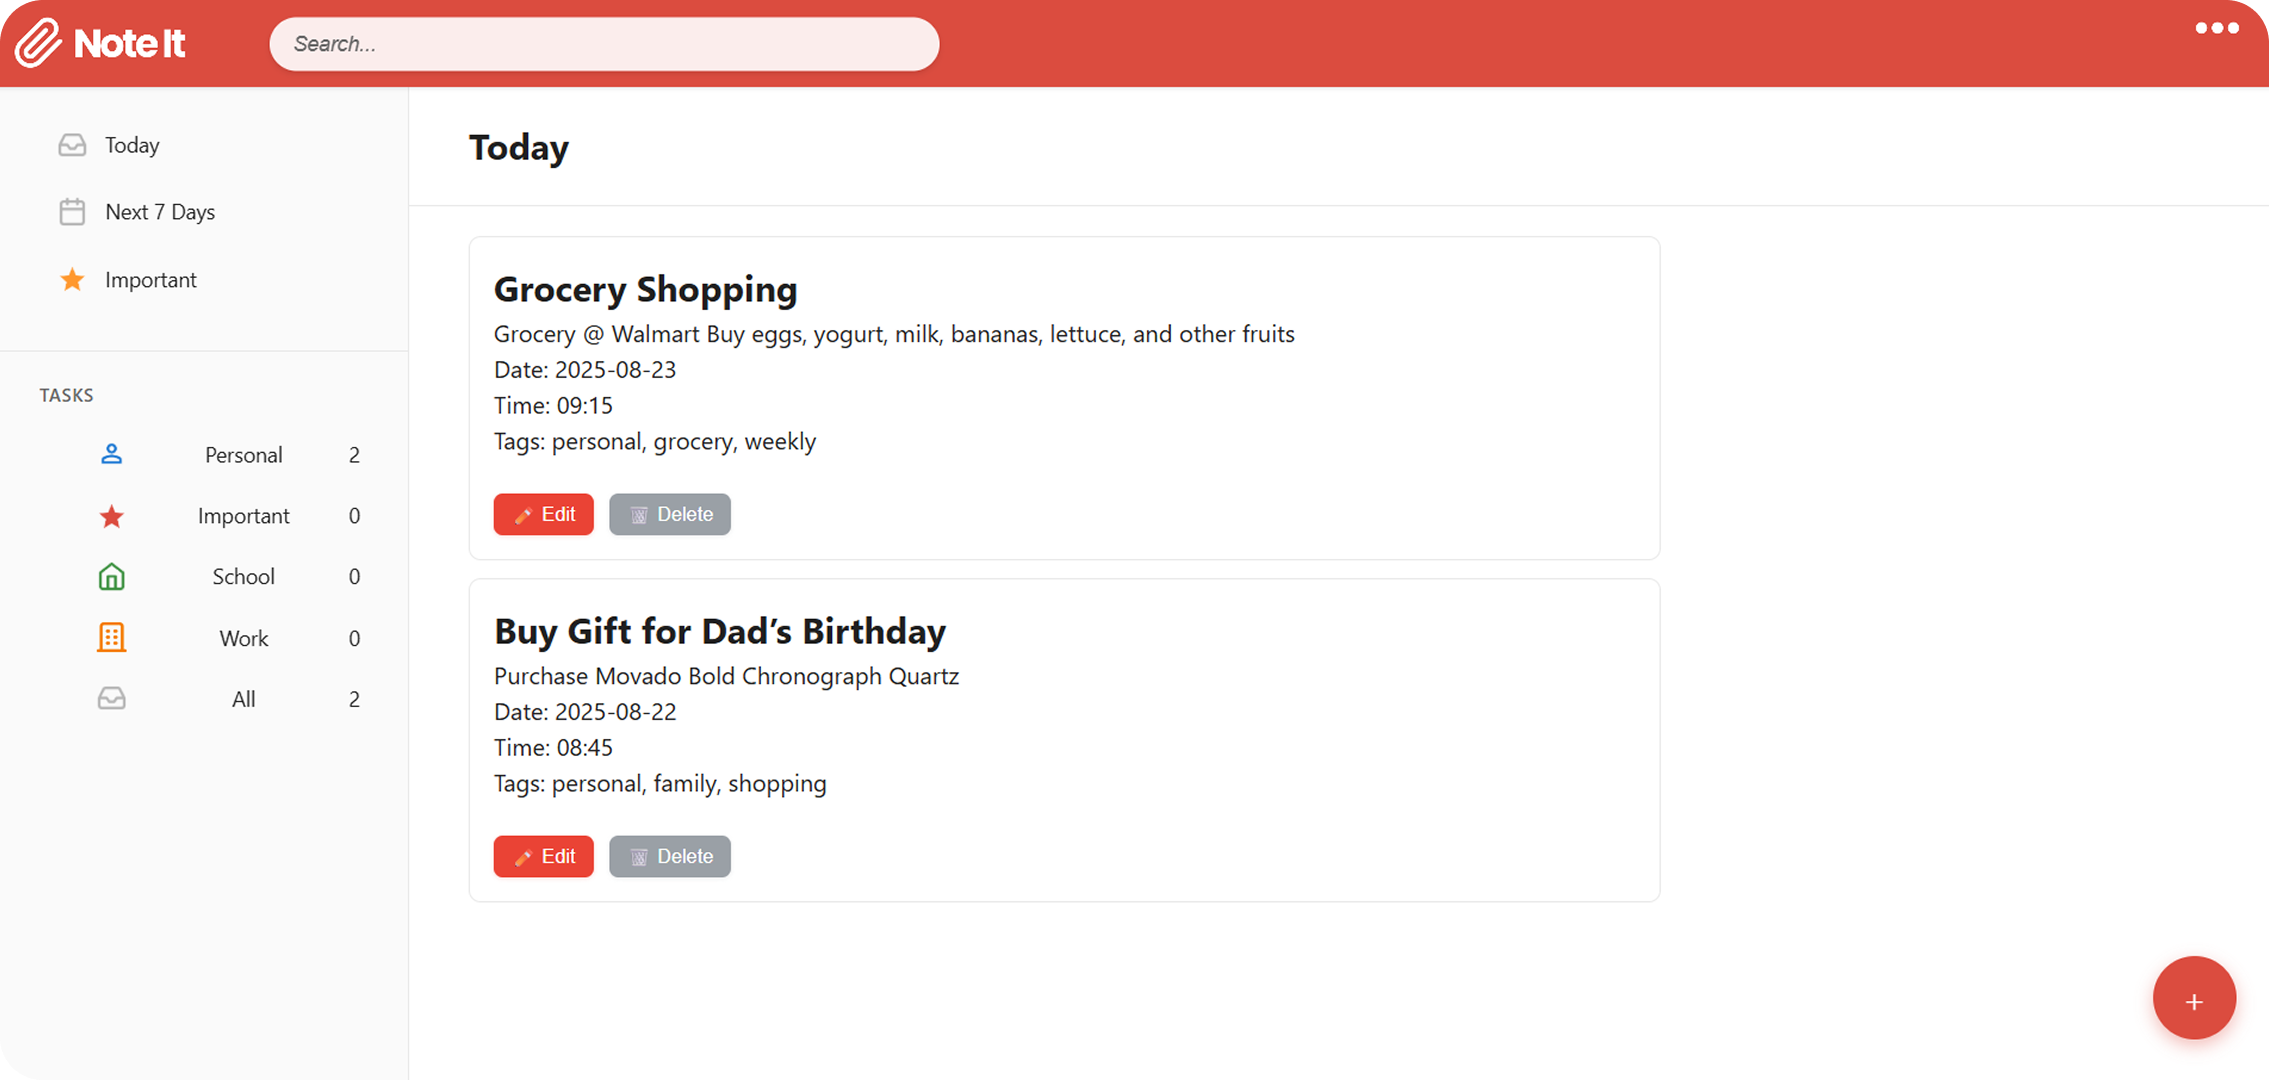 Note It
Search...
Today
Next 7 Days
Important
TASKS
Personal 2
Important 0
School 0
Work 0
All 2
Today
Grocery Shopping
Grocery @ Walmart Buy eggs, yogurt, milk, bananas, lettuce, and other fruits
Date: 2025-08-23
Time: 09:15
Tags: personal, grocery, weekly
Edit Delete
Buy Gift for Dad’s Birthday
Purchase Movado Bold Chronograph Quartz
Date: 2025-08-22
Time: 08:45
Tags: personal, family, shopping
Edit Delete
+